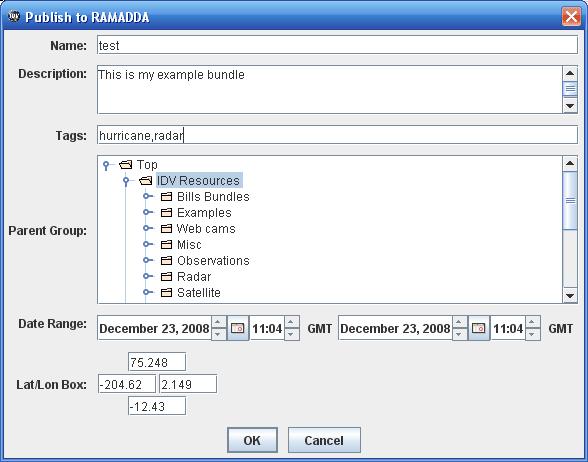 Publish to RAMADDA
Name: test
Description: This is my example bundle
Tags: hurricane,radar
Parent Group:
Top
IDV Resources
Bills Bundles
Examples
Web cams
Misc
Observations
Radar
Satellite
Date Range: December 23, 2008 11:04 GMT December 23, 2008 11:04 GMT
Lat/Lon Box:
75.248
-204.62 2.149
-12.43
OK Cancel